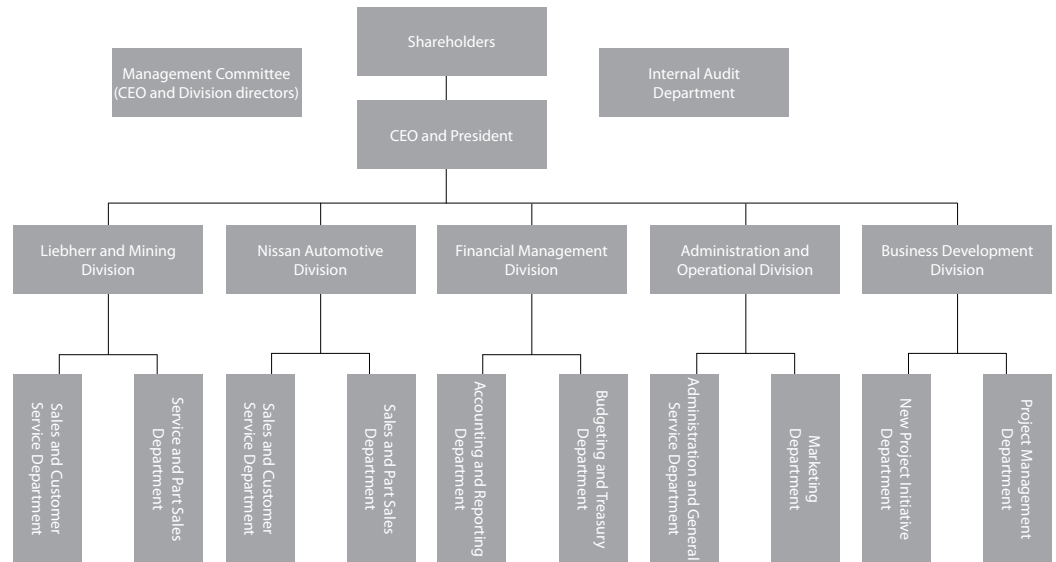 Shareholders
Management Committee
(CEO and Division directors)
Internal Audit
Department
CEO and President
Liebherr and Mining
Division
Nissan Automotive
Division
Financial Management
Division
Administration and
Operational Division
Business Development
Division
Sales and Customer
Service Department
Service and Part Sales
Department
Sales and Customer
Service Department
Sales and Part Sales
Department
Accounting and Reporting
Department
Budgeting and Treasury
Department
Administration and General
Service Department
Marketing
Department
New Project Initiative
Department
Project Management
Department